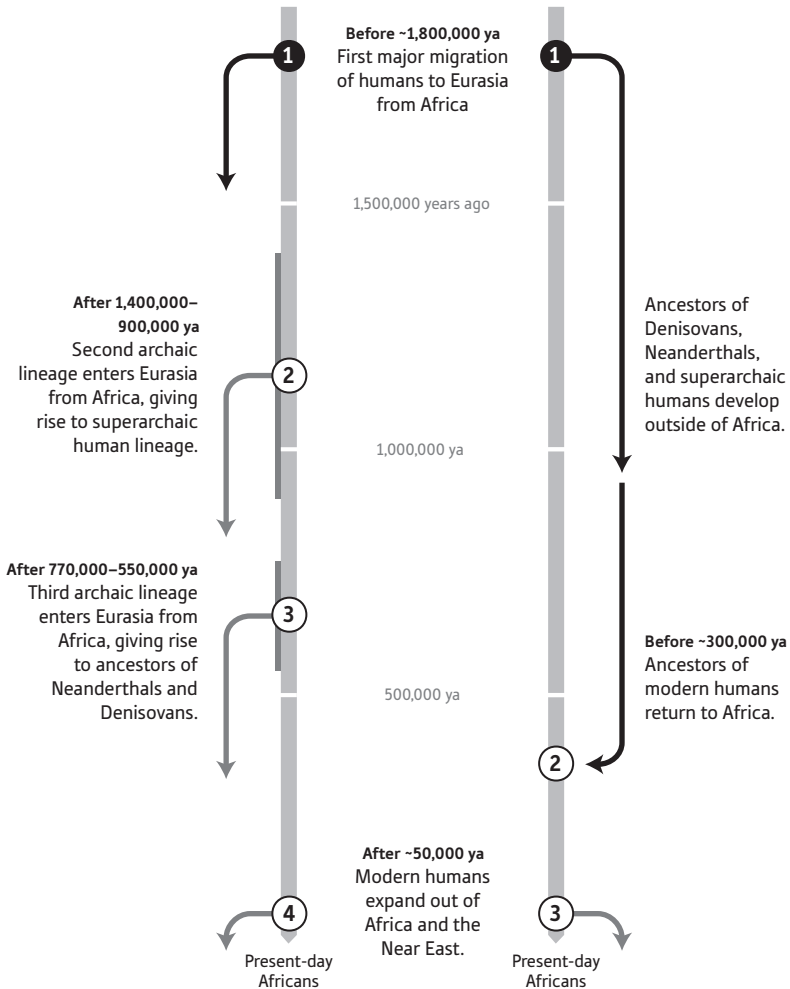 Before ~1,800,000 ya
1
First major migration
of humans to Eurasia
from Africa
1
1,500,000 years ago
After 1,400,000–
900,000 ya
Second archaic
lineage enters Eurasia
from Africa, giving
rise to superarchaic
human lineage.
2
Ancestors of
Denisovans,
Neanderthals,
and superarchaic
humans develop
outside of Africa.
1,000,000 ya
After 770,000–550,000 ya
Third archaic lineage
enters Eurasia from
Africa, giving rise
to ancestors of
Neanderthals and
Denisovans.
3
Before ~300,000 ya
Ancestors of
modern humans
return to Africa.
500,000 ya
2
After ~50,000 ya
Modern humans
expand out of
Africa and the
Near East.
4
3
Present-day
Africans
Present-day
Africans